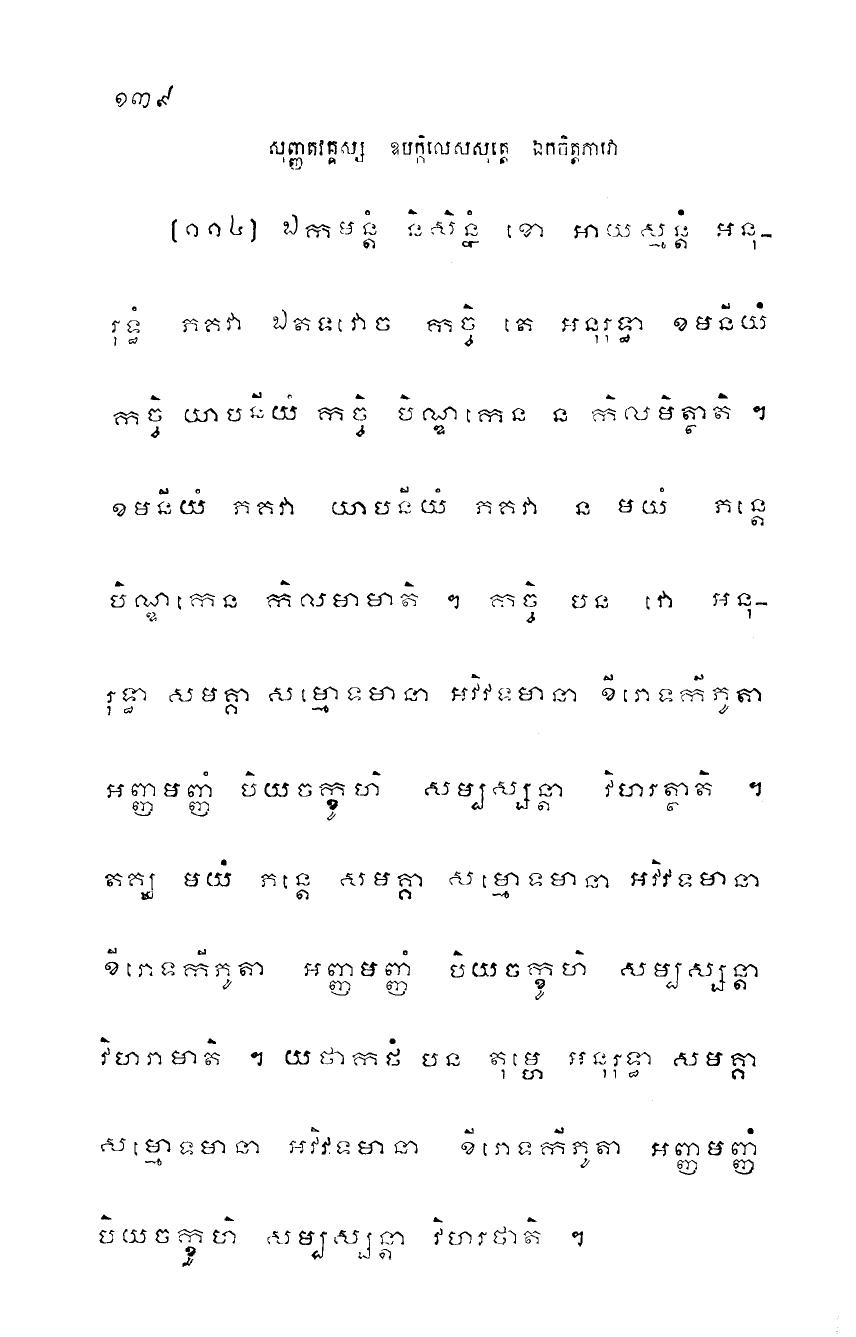 ១៣៩
សុញ្ញតវគ្គស្ស ឧបក្កិលេសសុត្តេ ឯកចិត្តភាវោ
(១១៤) ឯកមន្តំ និសិន្នំ ខោ អាយស្មន្តំ អនុ-
រុទ្ធំ ភគវា ឯតទវោច កច្ចិ តេ អនុរុទ្ធា ខមនីយំ
កច្ចិ យាបនីយំ កច្ចិ បិណ្ឌកេន ន កិលមិត្ថាតិ ។
ខមនីយំ ភគវា យាបនីយំ ភគវា ន មយំ ភន្តេ
បិណ្ឌកេន កិលមាមាតិ ។ កច្ចិ បន វោ អនុ-
រុទ្ធា សមគ្គា សម្មោទមានា អវិវទមានា ខីរោទកីភូតា
អញ្ញមញ្ញំ បិយចក្ខូហិ សម្បស្សន្តា វិហរត្ថាតិ ។
តគ្ឃ មយំ ភន្តេ សមគ្គា សម្មោទមានា អវិវទមានា
ខីរោទកីភូតា អញ្ញមញ្ញំ បិយចក្ខូហិ សម្បស្សន្តា
វិហរាមាតិ ។ យថាកថំ បន តុម្ហេ អនុរុទ្ធា សមគ្គា
សម្មោទមានា អវិវទមានា ខីរោទកីភូតា អញ្ញមញ្ញំ
បិយចក្ខូហិ សម្បស្សន្តា វិហរថាតិ ។